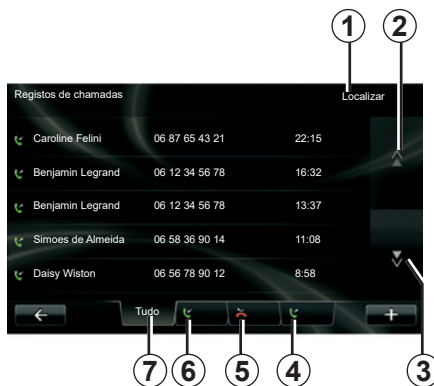 1 2
Registos de chamadas Localizar
Caroline Felini 06 87 65 43 21 22:15
Benjamin Legrand 06 12 34 56 78 16:32
Benjamin Legrand 06 12 34 56 78 13:37
Simoes de Almeida 06 58 36 90 14 11:08
Daisy Wiston 06 56 78 90 12 8:58
Tudo
7 6 5 4 3